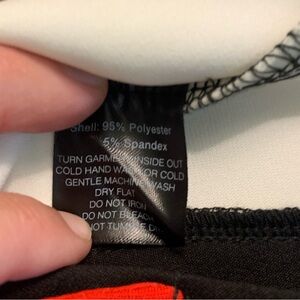 Shell: 95% Polyester
5% Spandex
TURN GARMENT INSIDE OUT
COLD HAND WASH OR COLD
GENTLE MACHINE WASH
DRY FLAT
DO NOT IRON
DO NOT BLEACH
NOT TUMBLE